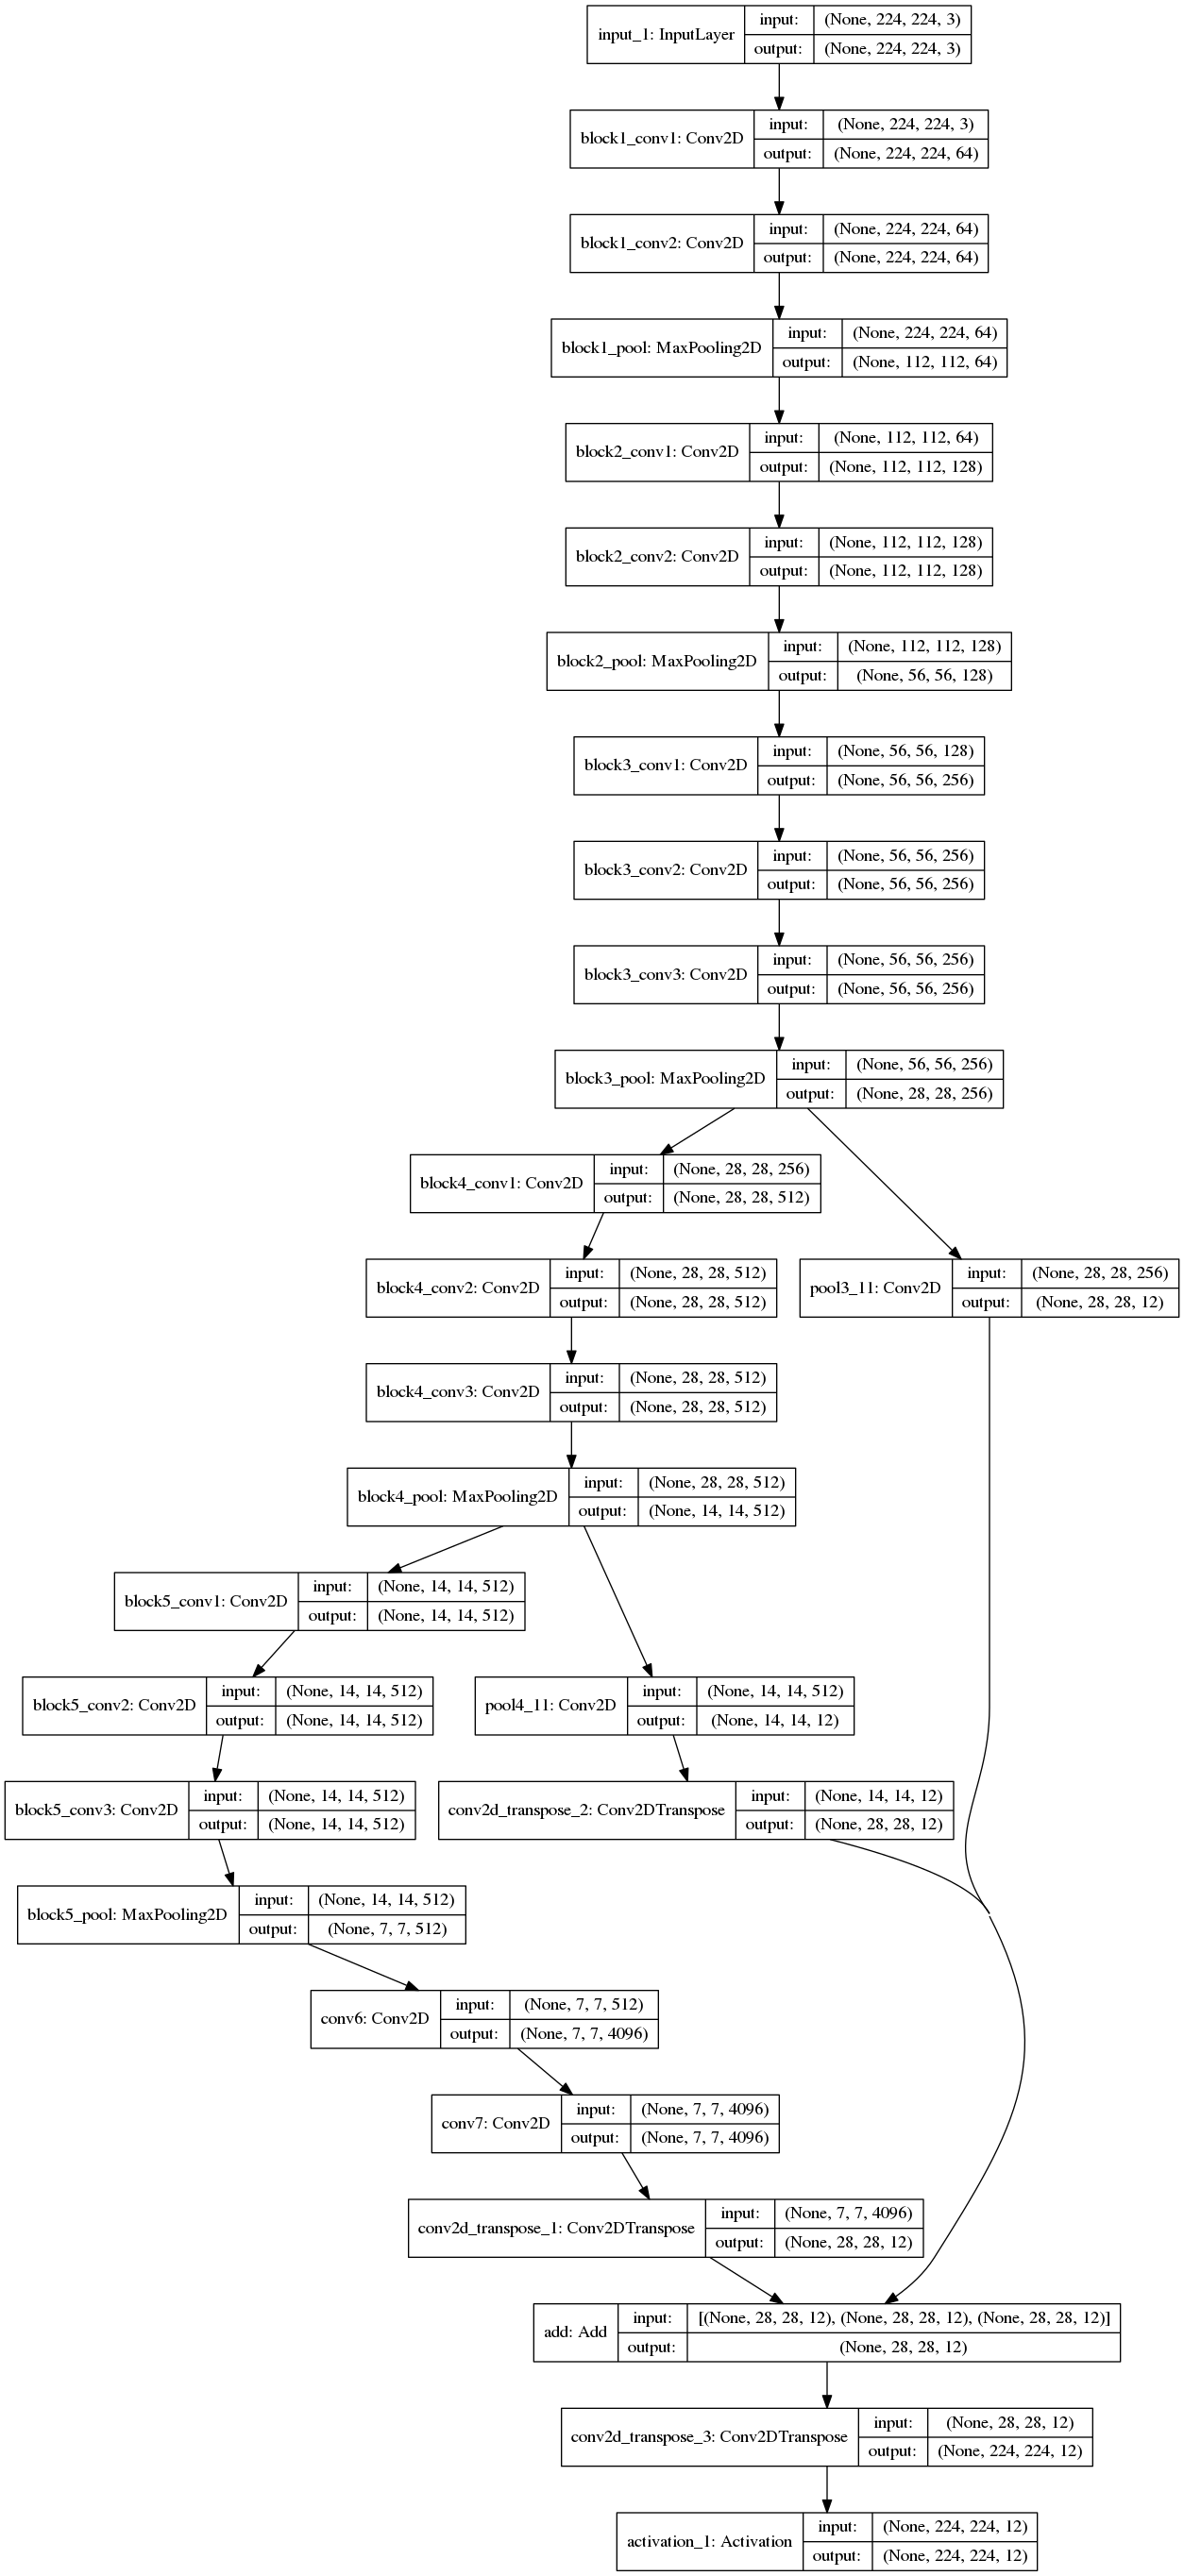 input_1: InputLayer
input: (None, 224, 224, 3)
output: (None, 224, 224, 3)
block1_conv1: Conv2D
input: (None, 224, 224, 3)
output: (None, 224, 224, 64)
block1_conv2: Conv2D
input: (None, 224, 224, 64)
output: (None, 224, 224, 64)
block1_pool: MaxPooling2D
input: (None, 224, 224, 64)
output: (None, 112, 112, 64)
block2_conv1: Conv2D
input: (None, 112, 112, 64)
output: (None, 112, 112, 128)
block2_conv2: Conv2D
input: (None, 112, 112, 128)
output: (None, 112, 112, 128)
block2_pool: MaxPooling2D
input: (None, 112, 112, 128)
output: (None, 56, 56, 128)
block3_conv1: Conv2D
input: (None, 56, 56, 128)
output: (None, 56, 56, 256)
block3_conv2: Conv2D
input: (None, 56, 56, 256)
output: (None, 56, 56, 256)
block3_conv3: Conv2D
input: (None, 56, 56, 256)
output: (None, 56, 56, 256)
block3_pool: MaxPooling2D
input: (None, 56, 56, 256)
output: (None, 28, 28, 256)
block4_conv1: Conv2D
input: (None, 28, 28, 256)
output: (None, 28, 28, 512)
block4_conv2: Conv2D
input: (None, 28, 28, 512)
output: (None, 28, 28, 512)
pool3_11: Conv2D
input: (None, 28, 28, 256)
output: (None, 28, 28, 12)
block4_conv3: Conv2D
input: (None, 28, 28, 512)
output: (None, 28, 28, 512)
block4_pool: MaxPooling2D
input: (None, 28, 28, 512)
output: (None, 14, 14, 512)
block5_conv1: Conv2D
input: (None, 14, 14, 512)
output: (None, 14, 14, 512)
block5_conv2: Conv2D
input: (None, 14, 14, 512)
output: (None, 14, 14, 512)
pool4_11: Conv2D
input: (None, 14, 14, 512)
output: (None, 14, 14, 12)
block5_conv3: Conv2D
input: (None, 14, 14, 512)
output: (None, 14, 14, 512)
conv2d_transpose_2: Conv2DTranspose
input: (None, 14, 14, 12)
output: (None, 28, 28, 12)
block5_pool: MaxPooling2D
input: (None, 14, 14, 512)
output: (None, 7, 7, 512)
conv6: Conv2D
input: (None, 7, 7, 512)
output: (None, 7, 7, 4096)
conv7: Conv2D
input: (None, 7, 7, 4096)
output: (None, 7, 7, 4096)
conv2d_transpose_1: Conv2DTranspose
input: (None, 7, 7, 4096)
output: (None, 28, 28, 12)
add: Add
input: [(None, 28, 28, 12), (None, 28, 28, 12), (None, 28, 28, 12)]
output: (None, 28, 28, 12)
conv2d_transpose_3: Conv2DTranspose
input: (None, 28, 28, 12)
output: (None, 224, 224, 12)
activation_1: Activation
input: (None, 224, 224, 12)
output: (None, 224, 224, 12)